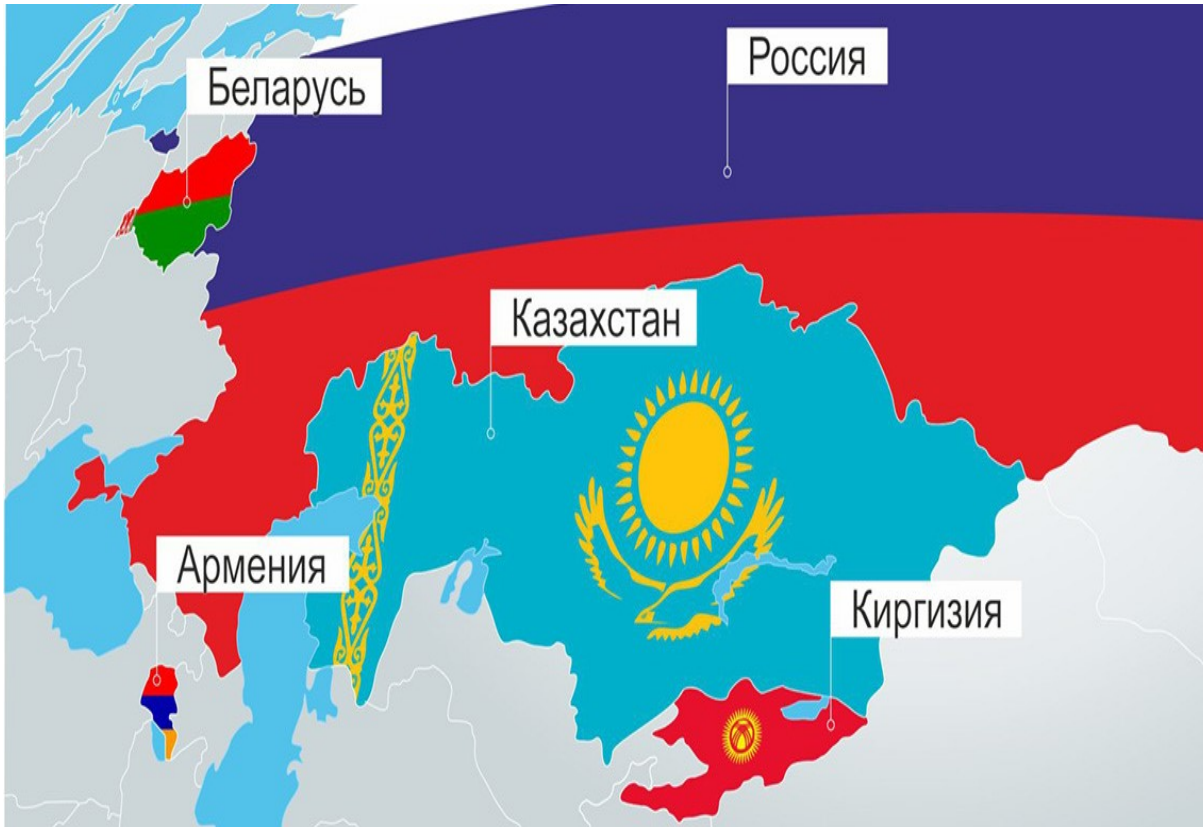 Россия
Беларусь
Казахстан
Армения
Киргизия